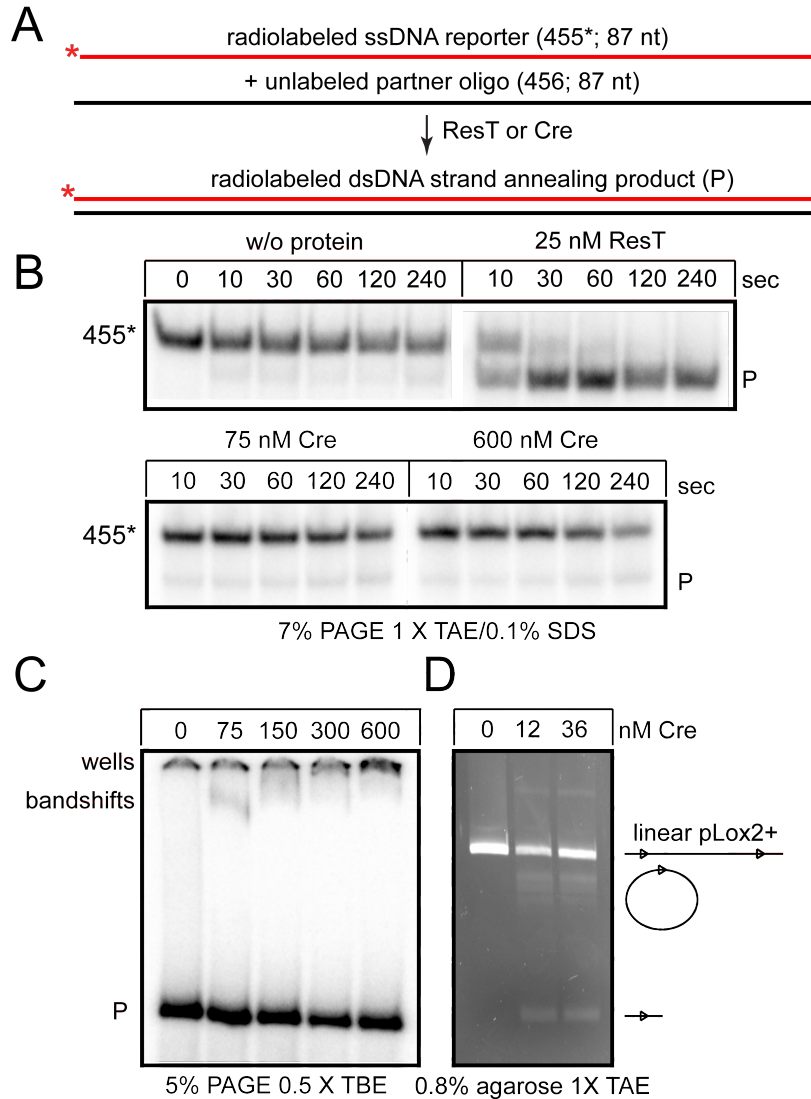 A
radiolabeled ssDNA reporter (455*; 87 nt)
*
+ unlabeled partner oligo (456; 87 nt)
ResT or Cre
radiolabeled dsDNA strand annealing product (P)
*
B
w/o protein 25 nM ResT
0 10 30 60 120 240 10 30 60 120 240 sec
455*
P
75 nM Cre 600 nM Cre
10 30 60 120 240 10 30 60 120 240 sec
455*
P
7% PAGE 1 X TAE/0.1% SDS
C D
0 75 150 300 600 0 12 36 nM Cre
wells
bandshifts
linear pLox2+
P
5% PAGE 0.5 X TBE 0.8% agarose 1X TAE